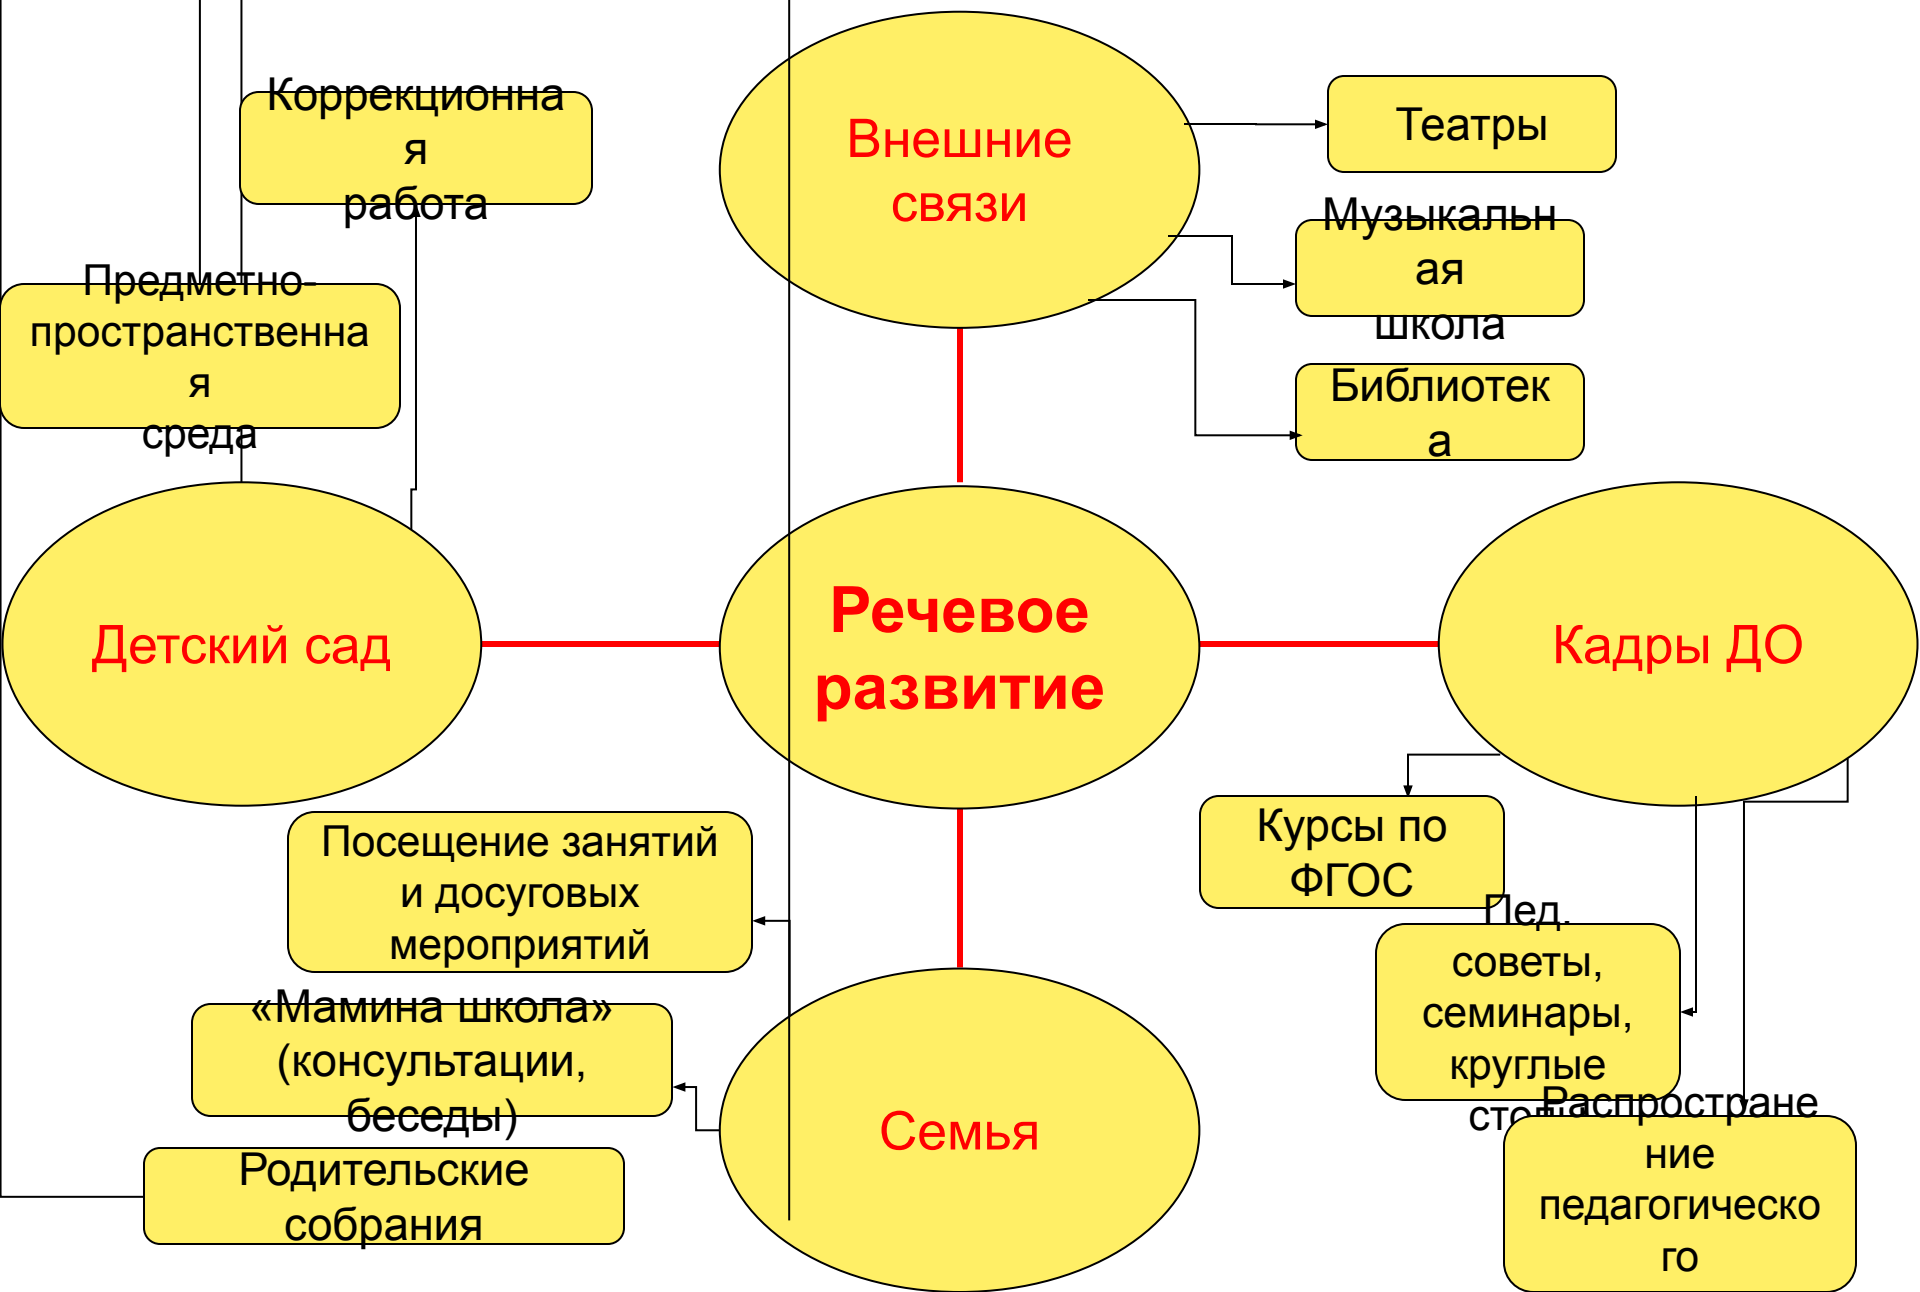 Коррекционна
я
работа
Внешние
связи
Театры
Музыкальн
ая
школа
Библиотек
а
Предметно-
пространственна
я
среда
Детский сад
Речевое
развитие
Кадры ДО
Посещение занятий
и досуговых
мероприятий
«Мамина школа»
(консультации,
беседы)
Родительские
собрания
Семья
Курсы по
ФГОС
Пед.
советы,
семинары,
круглые
Распростране
ние
педагогическо
го